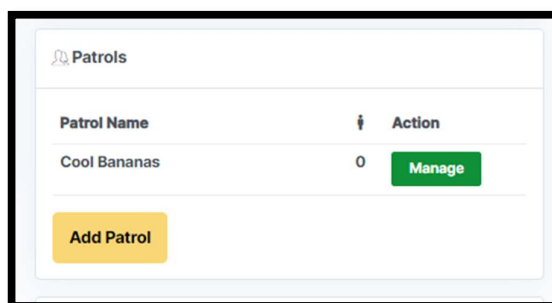 Patrols
Patrol Name Action
Cool Bananas 0 Manage
Add Patrol